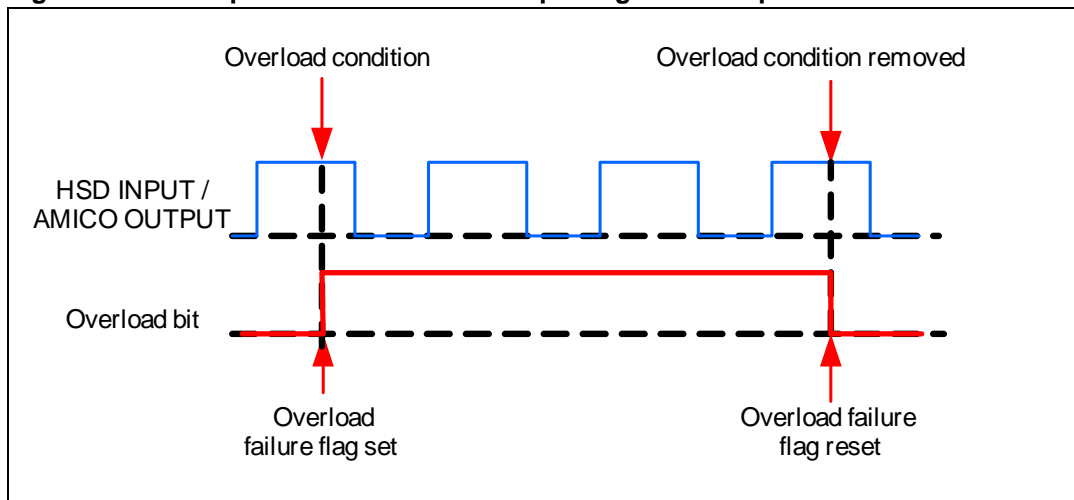 Overload condition
Overload condition removed
HSD INPUT /
AMICO OUTPUT
Overload bit
Overload
failure flag set
Overload failure
flag reset